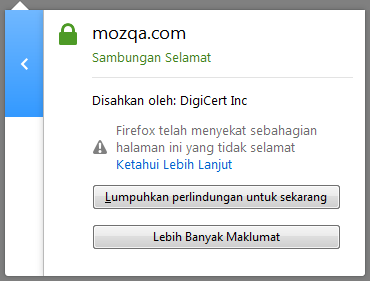 mozqa.com
Sambungan Selamat
Disahkan oleh: DigiCert Inc
Firefox telah menyekat sebahagian
halaman ini yang tidak selamat
Ketahui Lebih Lanjut
Lumpuhkan perlindungan untuk sekarang
Lebih Banyak Maklumat